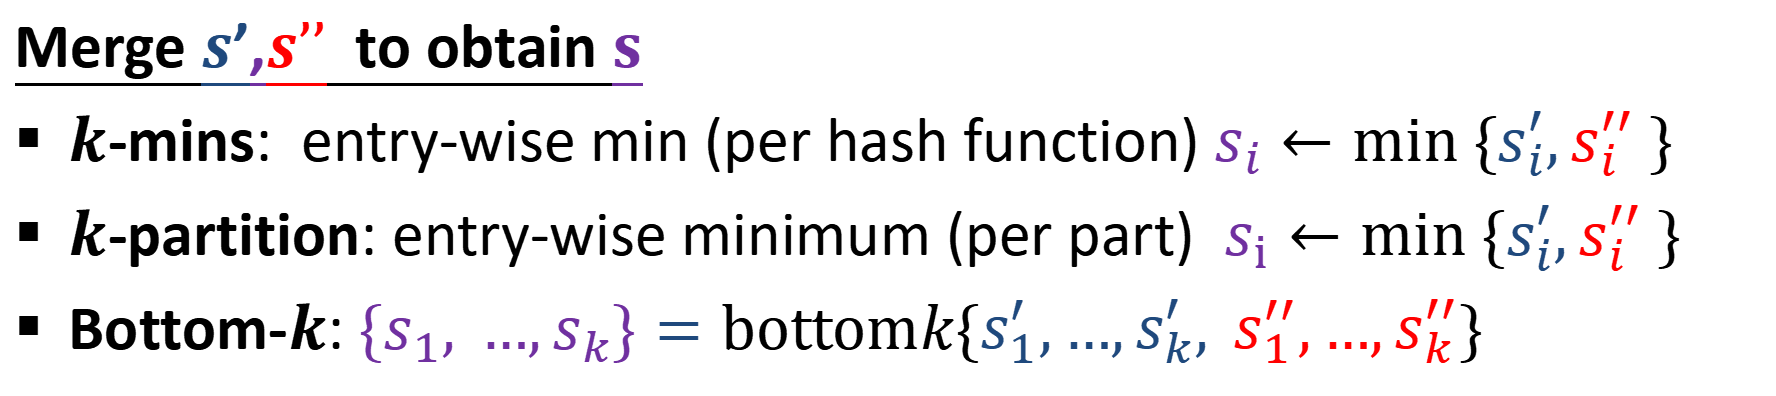 Merge s′,s′′ to obtain s
▪ k-mins: entry-wise min (per hash function) sᵢ ← min {s′ᵢ, s′′ᵢ }
▪ k-partition: entry-wise minimum (per part) sᵢ ← min {s′ᵢ, s′′ᵢ }
▪ Bottom-k: {s₁, …, sₖ} = bottomk{s′₁, …, s′ₖ, s′′₁, …, s′′ₖ}